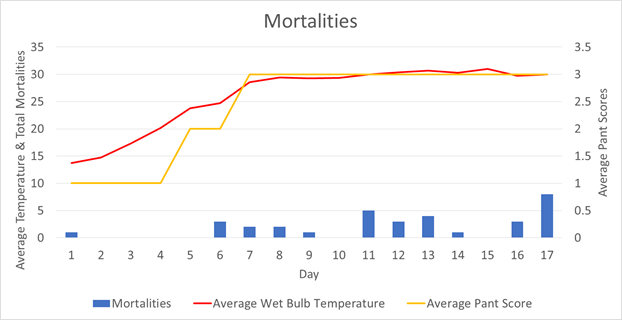 Mortalities
Average Temperature & Total Mortalities
35
30
25
20
15
10
5
0
3.5
3
2.5
2
1.5
1
0.5
0
Average Pant Scores
1 2 3 4 5 6 7 8 9 10 11 12 13 14 15 16 17
Day
Mortalities Average Wet Bulb Temperature Average Pant Score